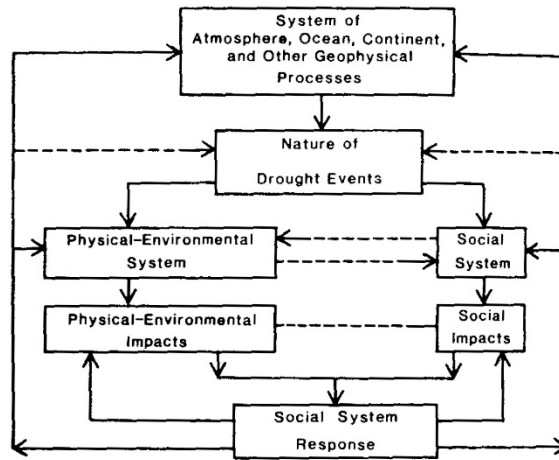 System of
Atmosphere, Ocean, Continent,
and Other Geophysical
Processes
Nature of
Drought Events
Physical-Environmental
System
Social
System
Physical-Environmental
Impacts
Social
Impacts
Social System
Response